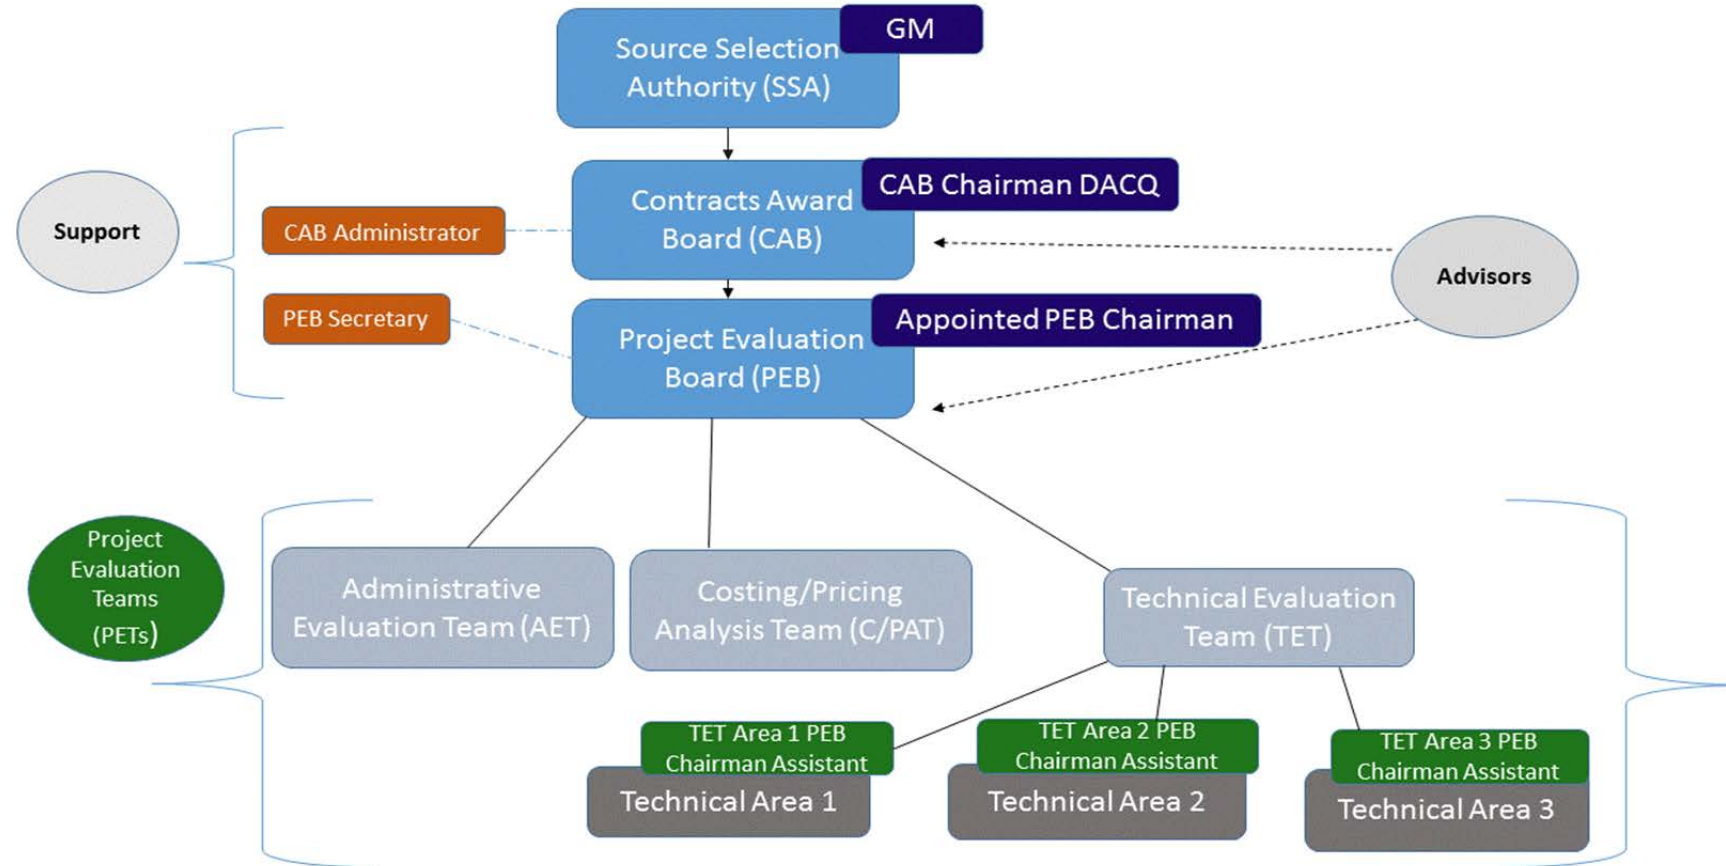 GM
Source Selection
Authority (SSA)
CAB Chairman DACQ
Contracts Award
Board (CAB)
Support
CAB Administrator
Advisors
PEB Secretary
Appointed PEB Chairman
Project Evaluation
Board (PEB)
Project
Evaluation
Teams
(PETs)
Administrative
Evaluation Team (AET)
Costing/Pricing
Analysis Team (C/PAT)
Technical Evaluation
Team (TET)
TET Area 1 PEB
Chairman Assistant
Technical Area 1
TET Area 2 PEB
Chairman Assistant
Technical Area 2
TET Area 3 PEB
Chairman Assistant
Technical Area 3